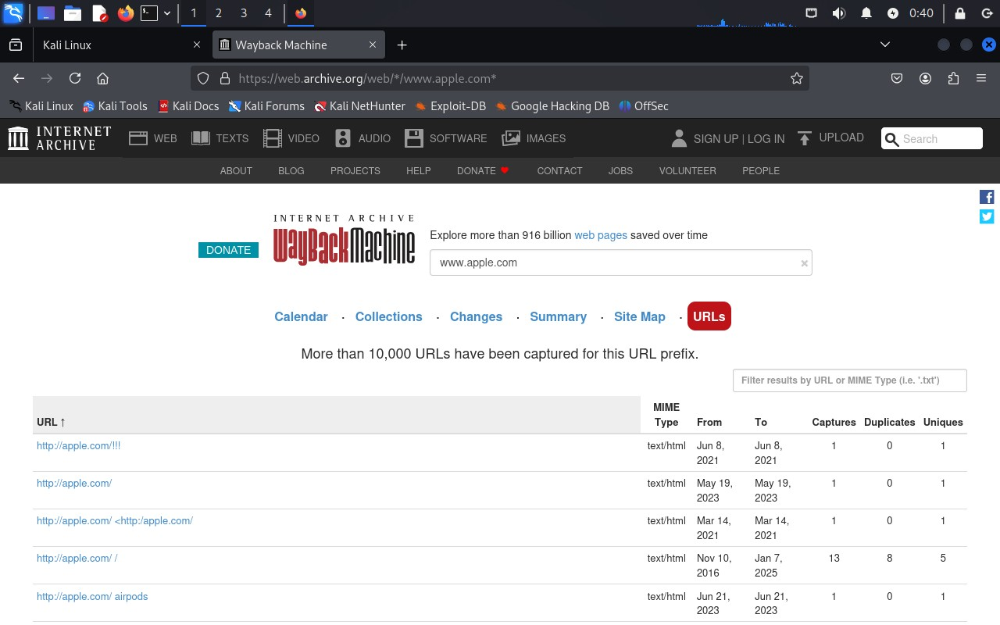 1 2 3 4 0:40
Kali Linux
Wayback Machine
https://web.archive.org/web/*/www.apple.com*
Kali Linux Kali Tools Kali Docs Kali Forums Kali NetHunter Exploit-DB Google Hacking DB OffSec
INTERNET
ARCHIVE
WEB TEXTS VIDEO AUDIO SOFTWARE IMAGES SIGN UP | LOG IN UPLOAD Search
ABOUT BLOG PROJECTS HELP DONATE CONTACT JOBS VOLUNTEER PEOPLE
INTERNET ARCHIVE
DONATE WayBackMachine
Explore more than 916 billion web pages saved over time
www.apple.com
Calendar · Collections · Changes · Summary · Site Map · URLs
More than 10,000 URLs have been captured for this URL prefix.
Filter results by URL or MIME Type (i.e. '.txt')
URL ↑ MIME Type From To Captures Duplicates Uniques
http://apple.com/!!! text/html Jun 8, 2021 Jun 8, 2021 1 0 1
http://apple.com/ text/html May 19, 2023 May 19, 2023 1 0 1
http://apple.com/ <http:/apple.com/ text/html Mar 14, 2021 Mar 14, 2021 1 0 1
http://apple.com/ / text/html Nov 10, 2016 Jan 7, 2025 13 8 5
http://apple.com/ airpods text/html Jun 21, 2023 Jun 21, 2023 1 0 1